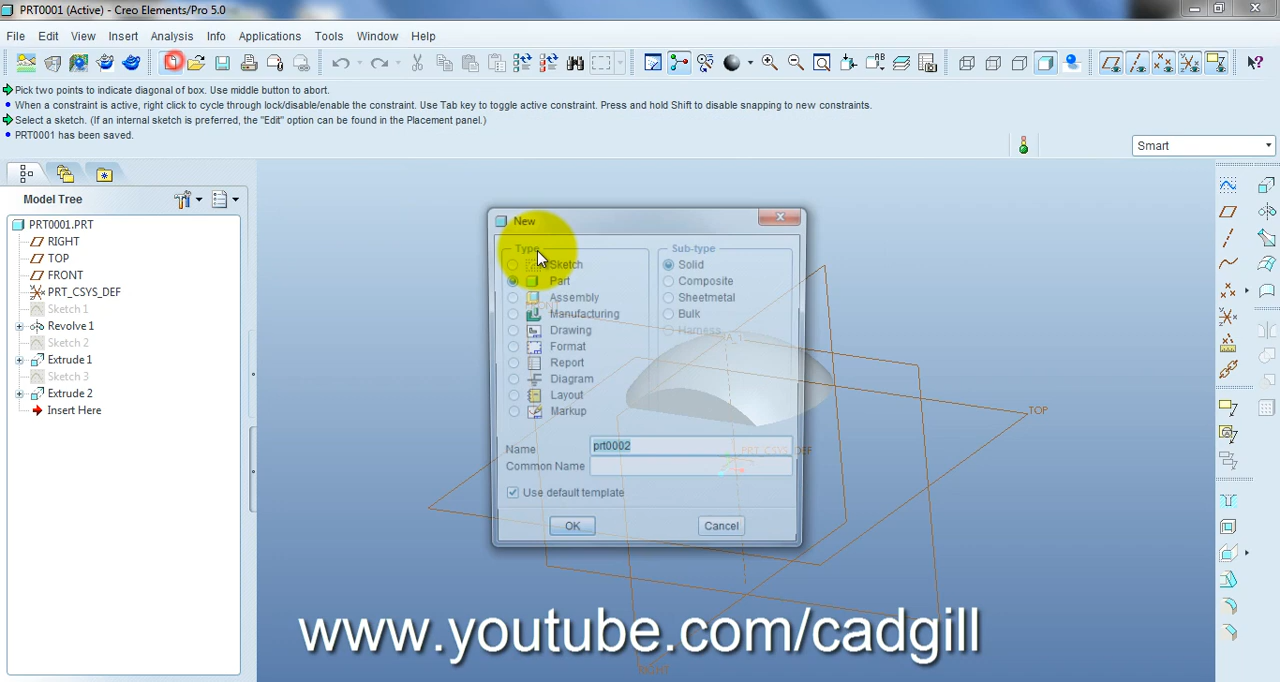 PRT0001 (Active) - Creo Elements/Pro 5.0
File Edit View Insert Analysis Info Applications Tools Window Help
Pick two points to indicate diagonal of box. Use middle button to abort.
When a constraint is active, right click to cycle through lock/disable/enable the constraint. Use Tab key to toggle active constraint. Press and hold Shift to disable snapping to new constraints.
Select a sketch. (If an internal sketch is preferred, the "Edit" option can be found in the Placement panel.)
PRT0001 has been saved.
Smart
Model Tree
PRT0001.PRT
RIGHT
TOP
FRONT
PRT_CSYS_DEF
Sketch 1
Revolve 1
Sketch 2
Extrude 1
Sketch 3
Extrude 2
Insert Here
New
Type
Sketch
Part
Assembly
Manufacturing
Drawing
Format
Report
Diagram
Layout
Markup
Sub-type
Solid
Composite
Sheetmetal
Bulk
Harness
Name prt0002
Common Name
Use default template
OK Cancel
FRONT
A_1
TOP
PRT_CSYS_DEF
RIGHT
www.youtube.com/cadgill